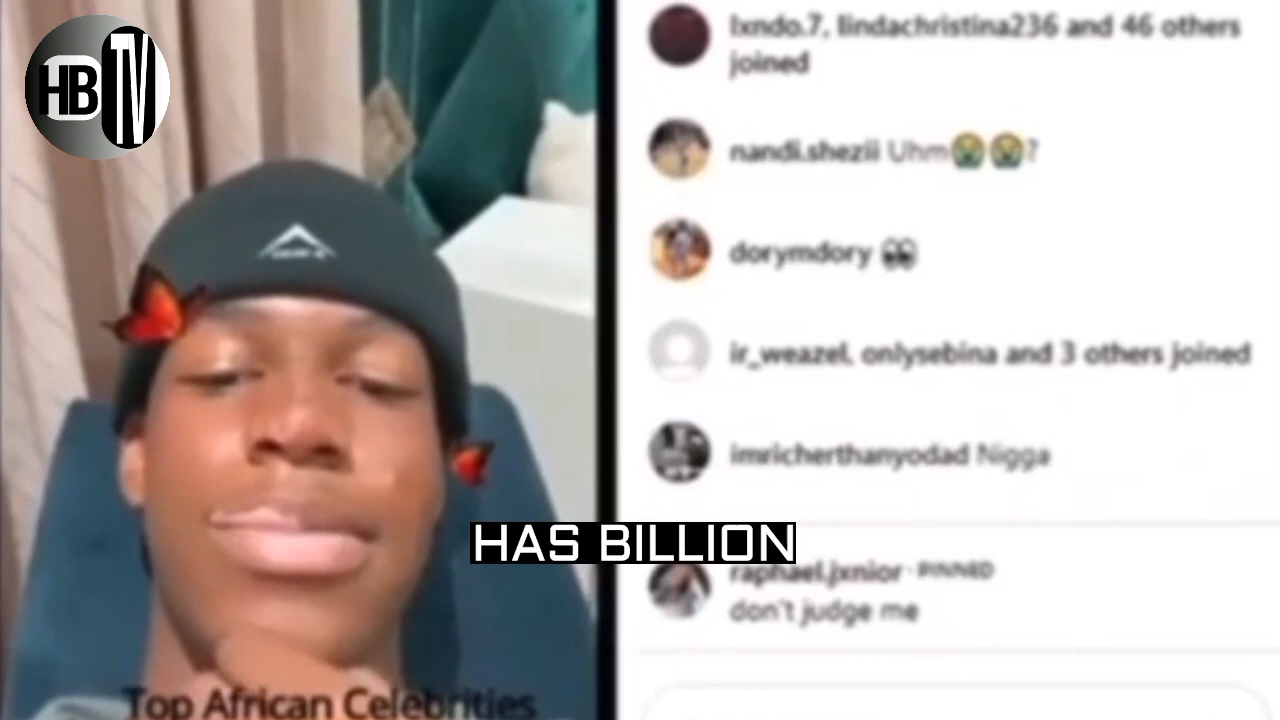 HB TV
lxndo.7, lindachristina236 and 46 others
joined
nandi.shezii Uhm😭😭?
dorymdory 👀
ir_weazel, onlysebina and 3 others joined
imricherthanyodad Nigga
HAS BILLION
raphael.jxnior · PINNED
don't judge me
Top African Celebrities